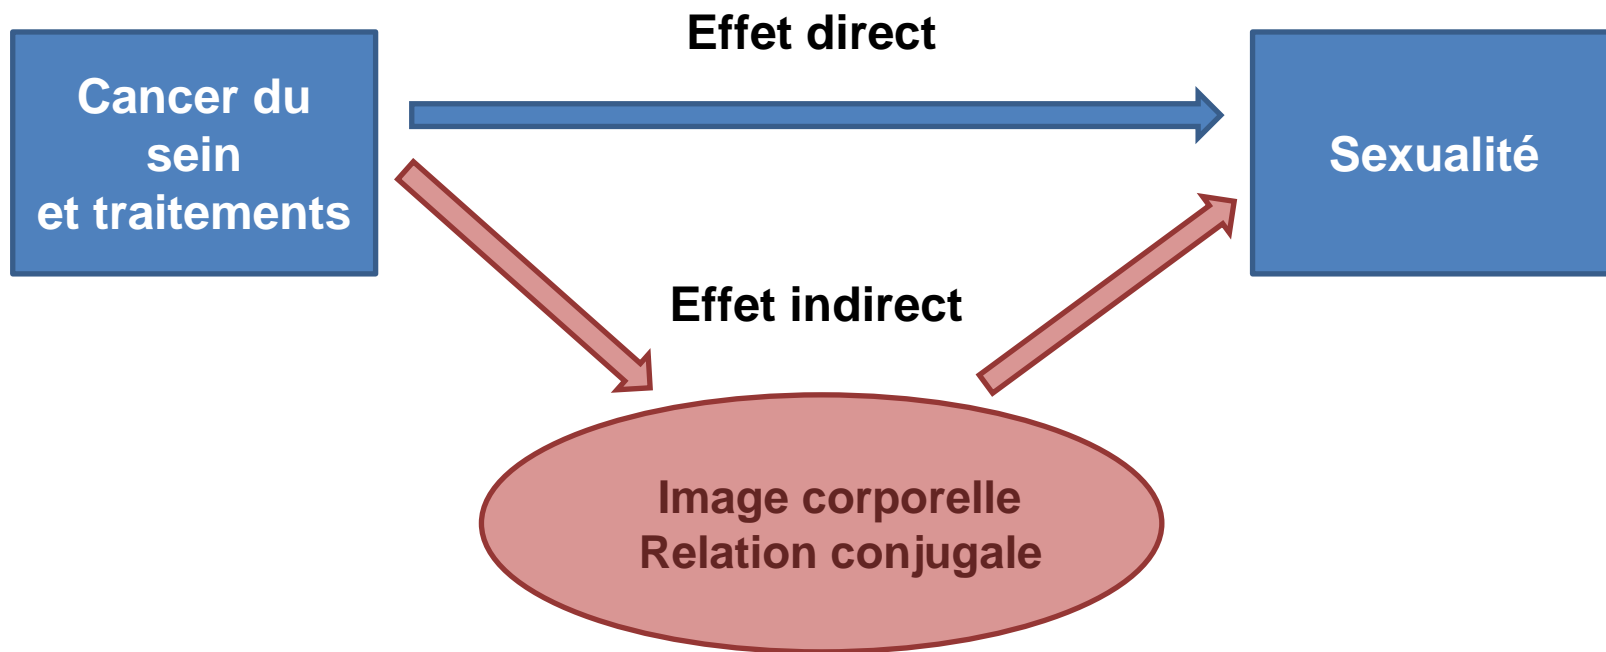 Effet direct
Cancer du
sein
et traitements
Sexualité
Effet indirect
Image corporelle
Relation conjugale